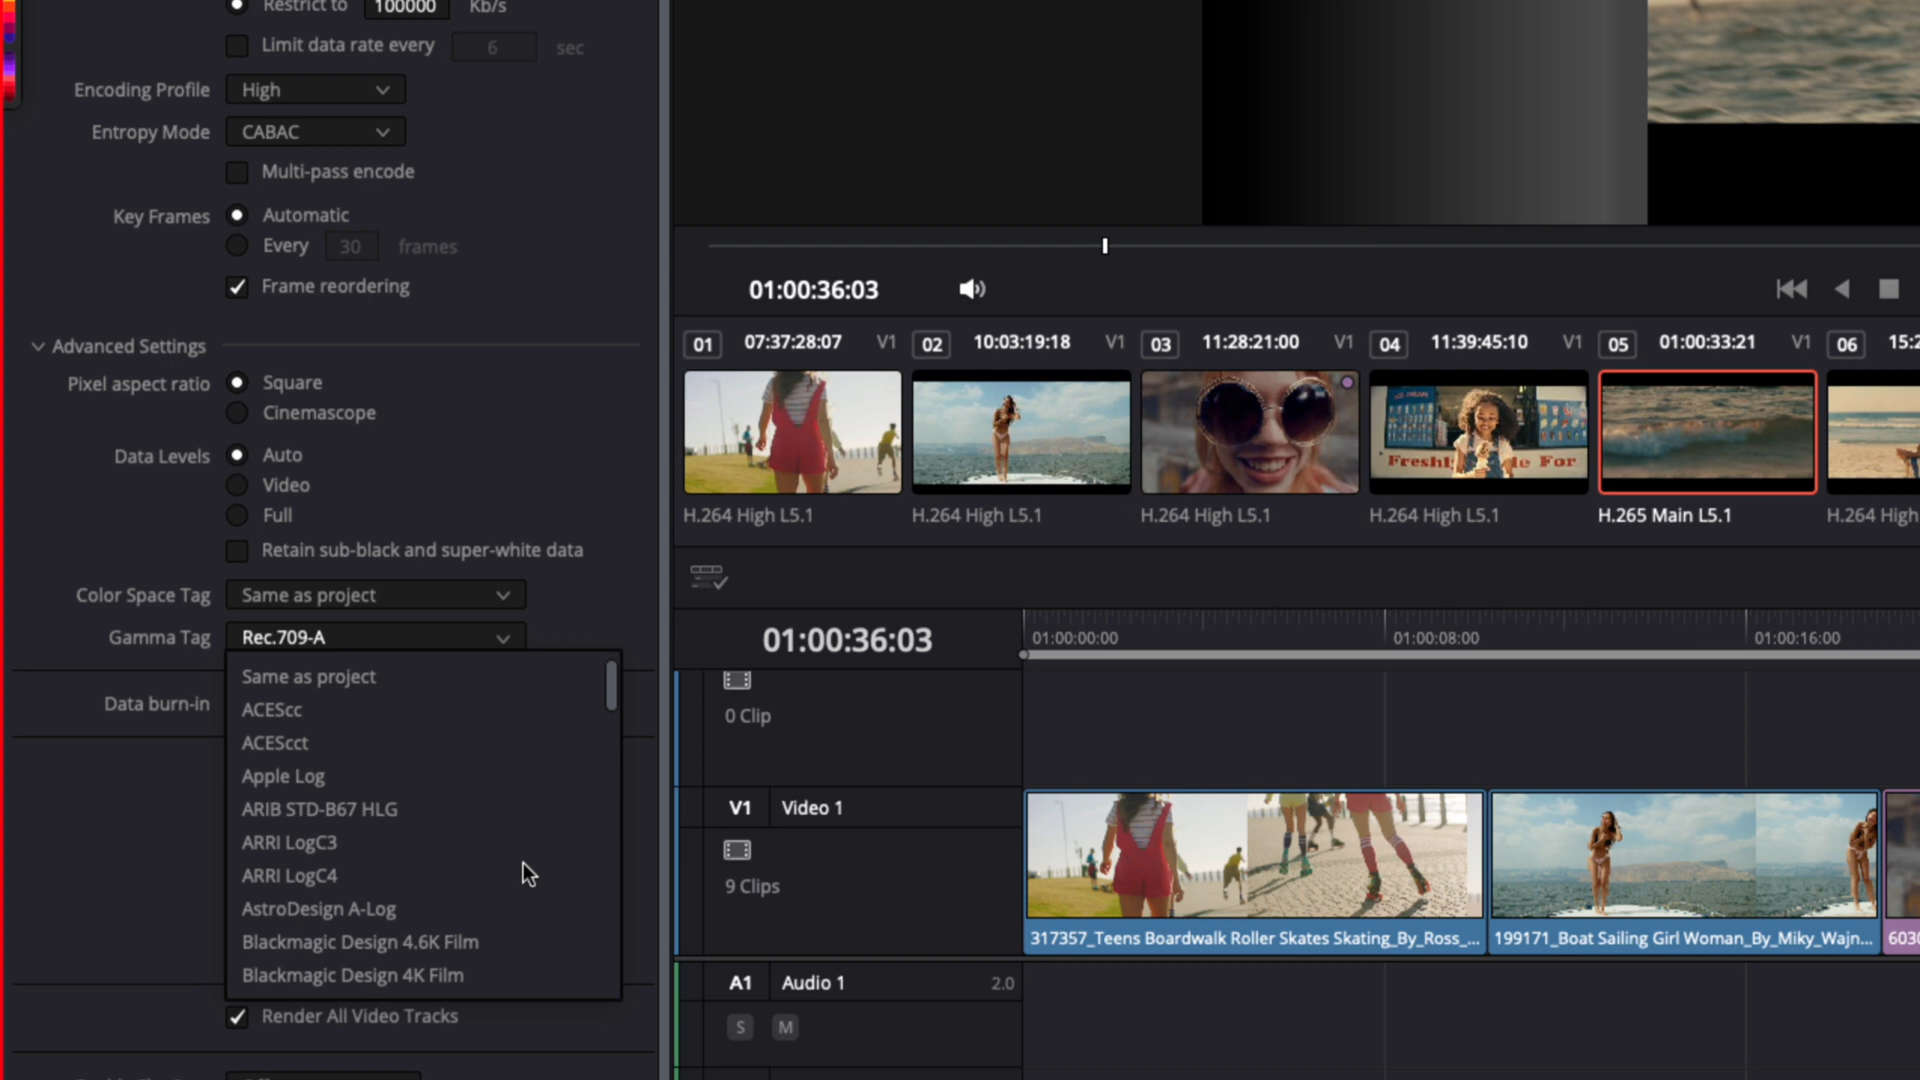 Restrict to 100000 Kb/s
Limit data rate every 6 sec
Encoding Profile High
Entropy Mode CABAC
Multi-pass encode
Key Frames Automatic
Every 30 frames
Frame reordering
Advanced Settings
Pixel aspect ratio Square
Cinemascope
Data Levels Auto
Video
Full
Retain sub-black and super-white data
Color Space Tag Same as project
Gamma Tag Rec.709-A
Same as project
ACEScc
ACEScct
Apple Log
ARIB STD-B67 HLG
ARRI LogC3
ARRI LogC4
AstroDesign A-Log
Blackmagic Design 4.6K Film
Blackmagic Design 4K Film
Data burn-in
Render All Video Tracks
01:00:36:03
01 07:37:28:07 V1 02 10:03:19:18 V1 03 11:28:21:00 V1 04 11:39:45:10 V1 05 01:00:33:21 V1 06 15:2
H.264 High L5.1 H.264 High L5.1 H.264 High L5.1 H.264 High L5.1 H.265 Main L5.1 H.264 High
01:00:36:03 01:00:00:00 01:00:08:00 01:00:16:00
0 Clip
V1 Video 1
9 Clips
317357_Teens Boardwalk Roller Skates Skating_By_Ross_... 199171_Boat Sailing Girl Woman_By_Miky_Wajn... 603
A1 Audio 1 2.0
S M